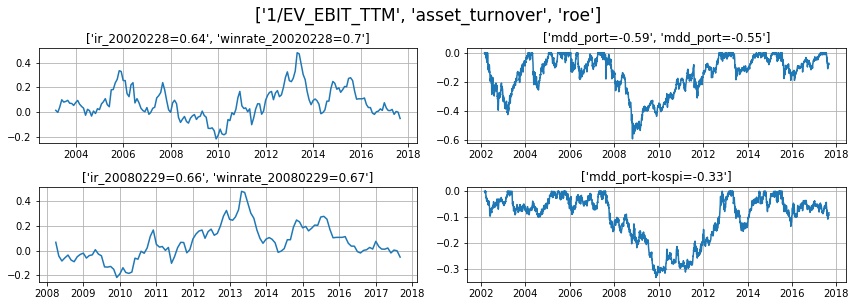 ['1/EV_EBIT_TTM', 'asset_turnover', 'roe']
['ir_20020228=0.64', 'winrate_20020228=0.7']
0.4
0.2
0.0
−0.2
2004 2006 2008 2010 2012 2014 2016 2018
['mdd_port=-0.59', 'mdd_port=-0.55']
0.0
−0.2
−0.4
−0.6
2002 2004 2006 2008 2010 2012 2014 2016 2018
['ir_20080229=0.66', 'winrate_20080229=0.67']
0.4
0.2
0.0
−0.2
2008 2009 2010 2011 2012 2013 2014 2015 2016 2017 2018
['mdd_port-kospi=-0.33']
0.0
−0.1
−0.2
−0.3
2002 2004 2006 2008 2010 2012 2014 2016 2018